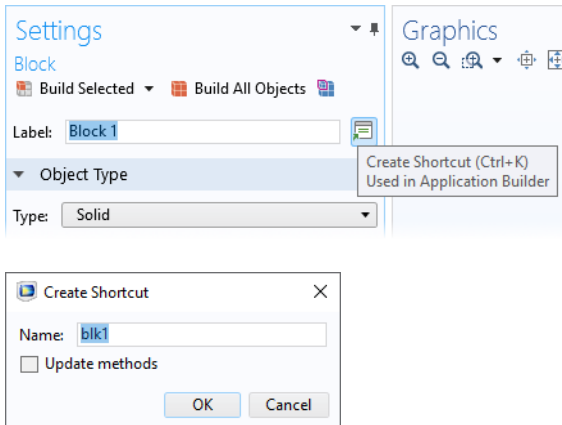 Settings
Block
Build Selected Build All Objects
Label: Block 1
Object Type
Type: Solid
Graphics
Create Shortcut (Ctrl+K)
Used in Application Builder
Create Shortcut
Name: blk1
Update methods
OK Cancel